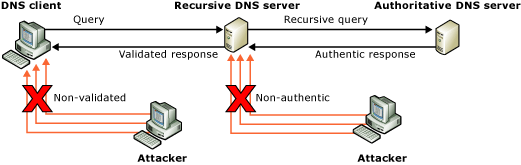 DNS client
Recursive DNS server
Authoritative DNS server
Query
Recursive query
Validated response
Authentic response
Non-validated
Non-authentic
Attacker
Attacker